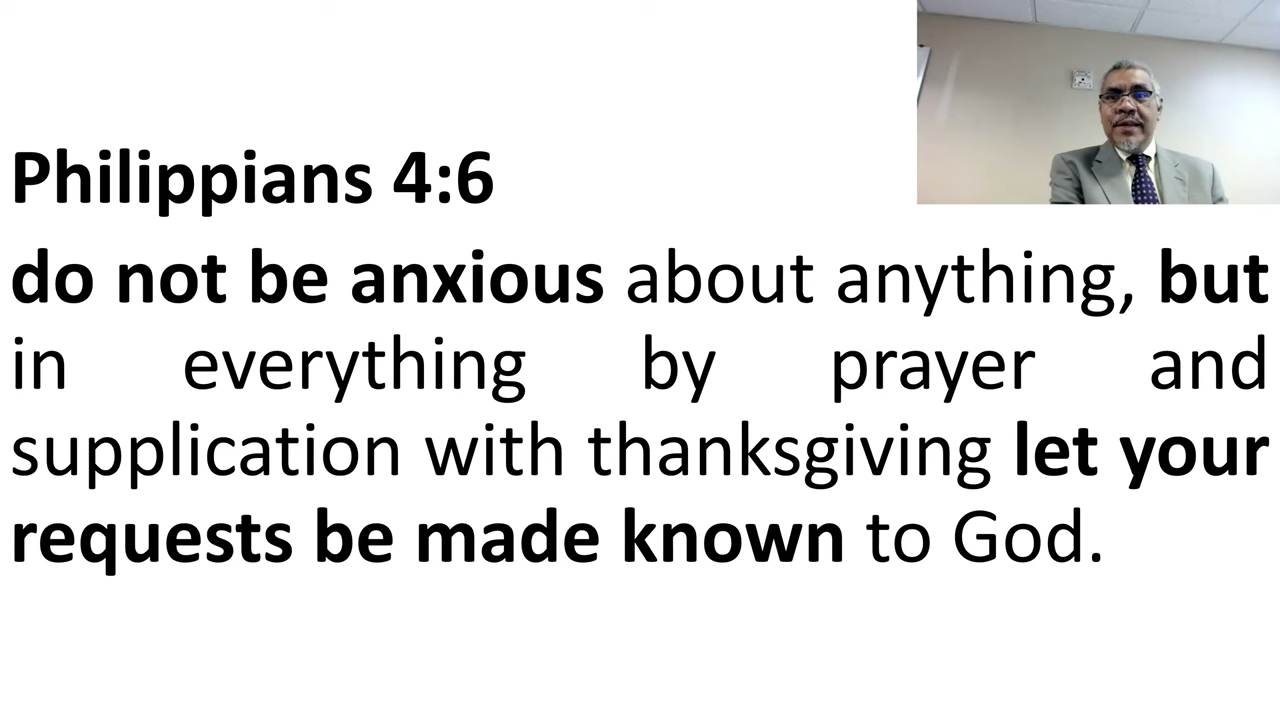 Philippians 4:6
do not be anxious about anything, but
in everything by prayer and
supplication with thanksgiving let your
requests be made known to God.